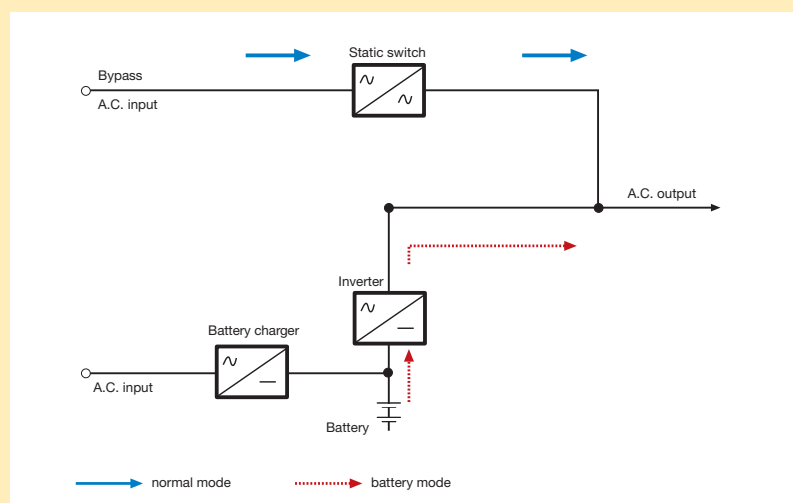 Static switch
Bypass
A.C. input
A.C. output
Inverter
Battery charger
A.C. input
Battery
normal mode
battery mode